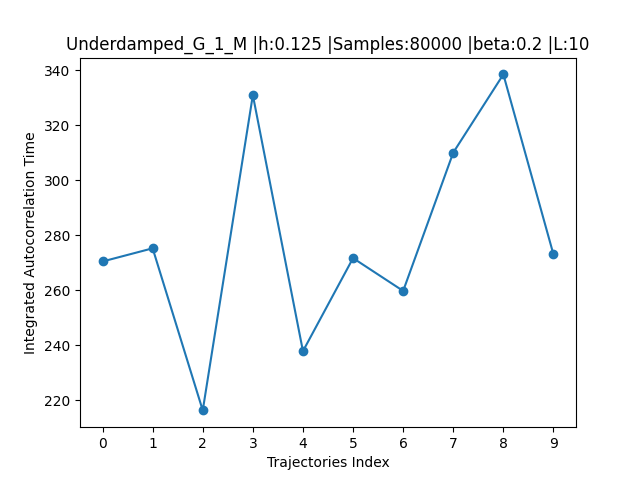 Underdamped_G_1_M |h:0.125 |Samples:80000 |beta:0.2 |L:10
340
320
300
280
260
240
220
Integrated Autocorrelation Time
0 1 2 3 4 5 6 7 8 9
Trajectories Index